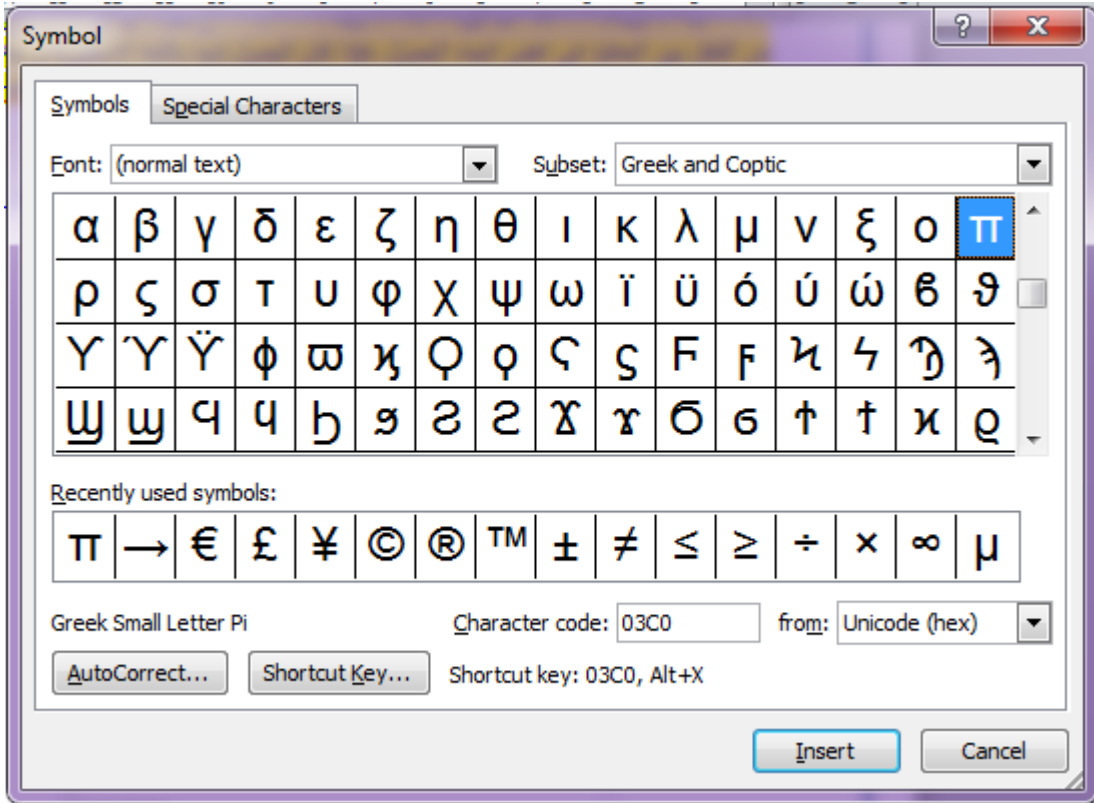 Symbol
Symbols Special Characters
Font: (normal text) Subset: Greek and Coptic
α β γ δ ε ζ η θ ι κ λ μ ν ξ ο π
ρ ς σ τ υ φ χ ψ ω ϊ ϋ ό ύ ώ ϐ ϑ
ϒ ϓ ϔ ϕ ϖ ϗ Ϙ ϙ Ϛ ϛ Ϝ ϝ Ϟ ϟ Ϡ ϡ
Ϣ ϣ Ϥ ϥ Ϧ ϧ Ϩ ϩ Ϫ ϫ Ϭ ϭ Ϯ ϯ ϰ ϱ
Recently used symbols:
π → € £ ¥ © ® ™ ± ≠ ≤ ≥ ÷ × ∞ µ
Greek Small Letter Pi Character code: 03C0 from: Unicode (hex)
AutoCorrect... Shortcut Key... Shortcut key: 03C0, Alt+X
Insert Cancel